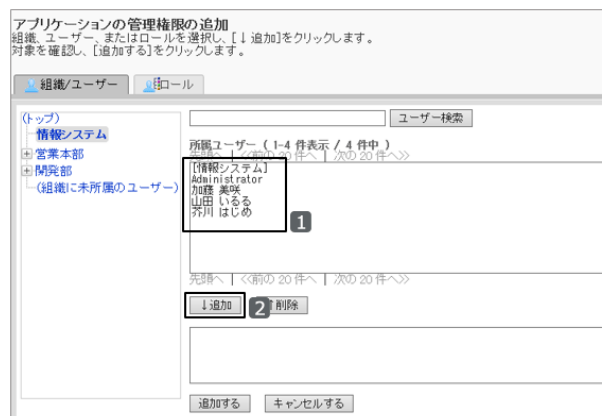 アプリケーションの管理権限の追加
組織、ユーザー、またはロールを選択し、[↓追加]をクリックします。
対象を確認し、[追加する]をクリックします。
組織/ユーザー
ロール
(トップ)
情報システム
営業本部
開発部
(組織に未所属のユーザー)
ユーザー検索
所属ユーザー ( 1-4 件表示 / 4 件中 )
先頭へ | <<前の 20 件へ | 次の 20 件へ>>
[情報システム]
Administrator
加藤 美咲
山田 いるる
芥川 はじめ
1
先頭へ | <<前の 20 件へ | 次の 20 件へ>>
↓追加
2
↑削除
追加する
キャンセルする